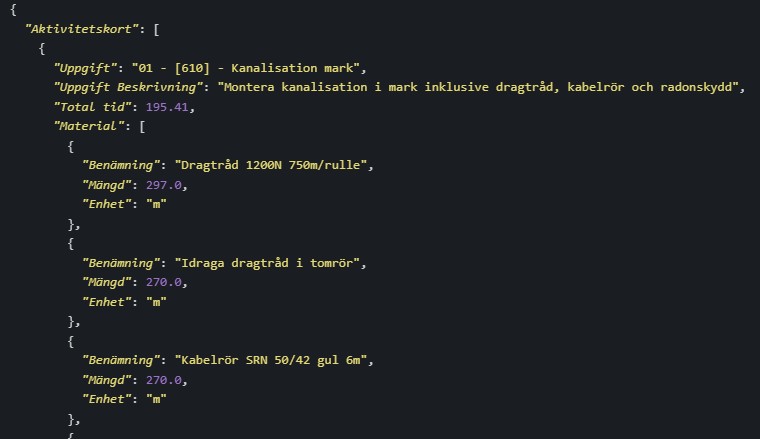 {
"Aktivitetskort": [
{
"Uppgift": "01 - [610] - Kanalisation mark",
"Uppgift Beskrivning": "Montera kanalisation i mark inklusive dragtråd, kabelrör och radonskydd",
"Total tid": 195.41,
"Material": [
{
"Benämning": "Dragtråd 1200N 750m/rulle",
"Mängd": 297.0,
"Enhet": "m"
},
{
"Benämning": "Idraga dragtråd i tomrör",
"Mängd": 270.0,
"Enhet": "m"
},
{
"Benämning": "Kabelrör SRN 50/42 gul 6m",
"Mängd": 270.0,
"Enhet": "m"
},
{